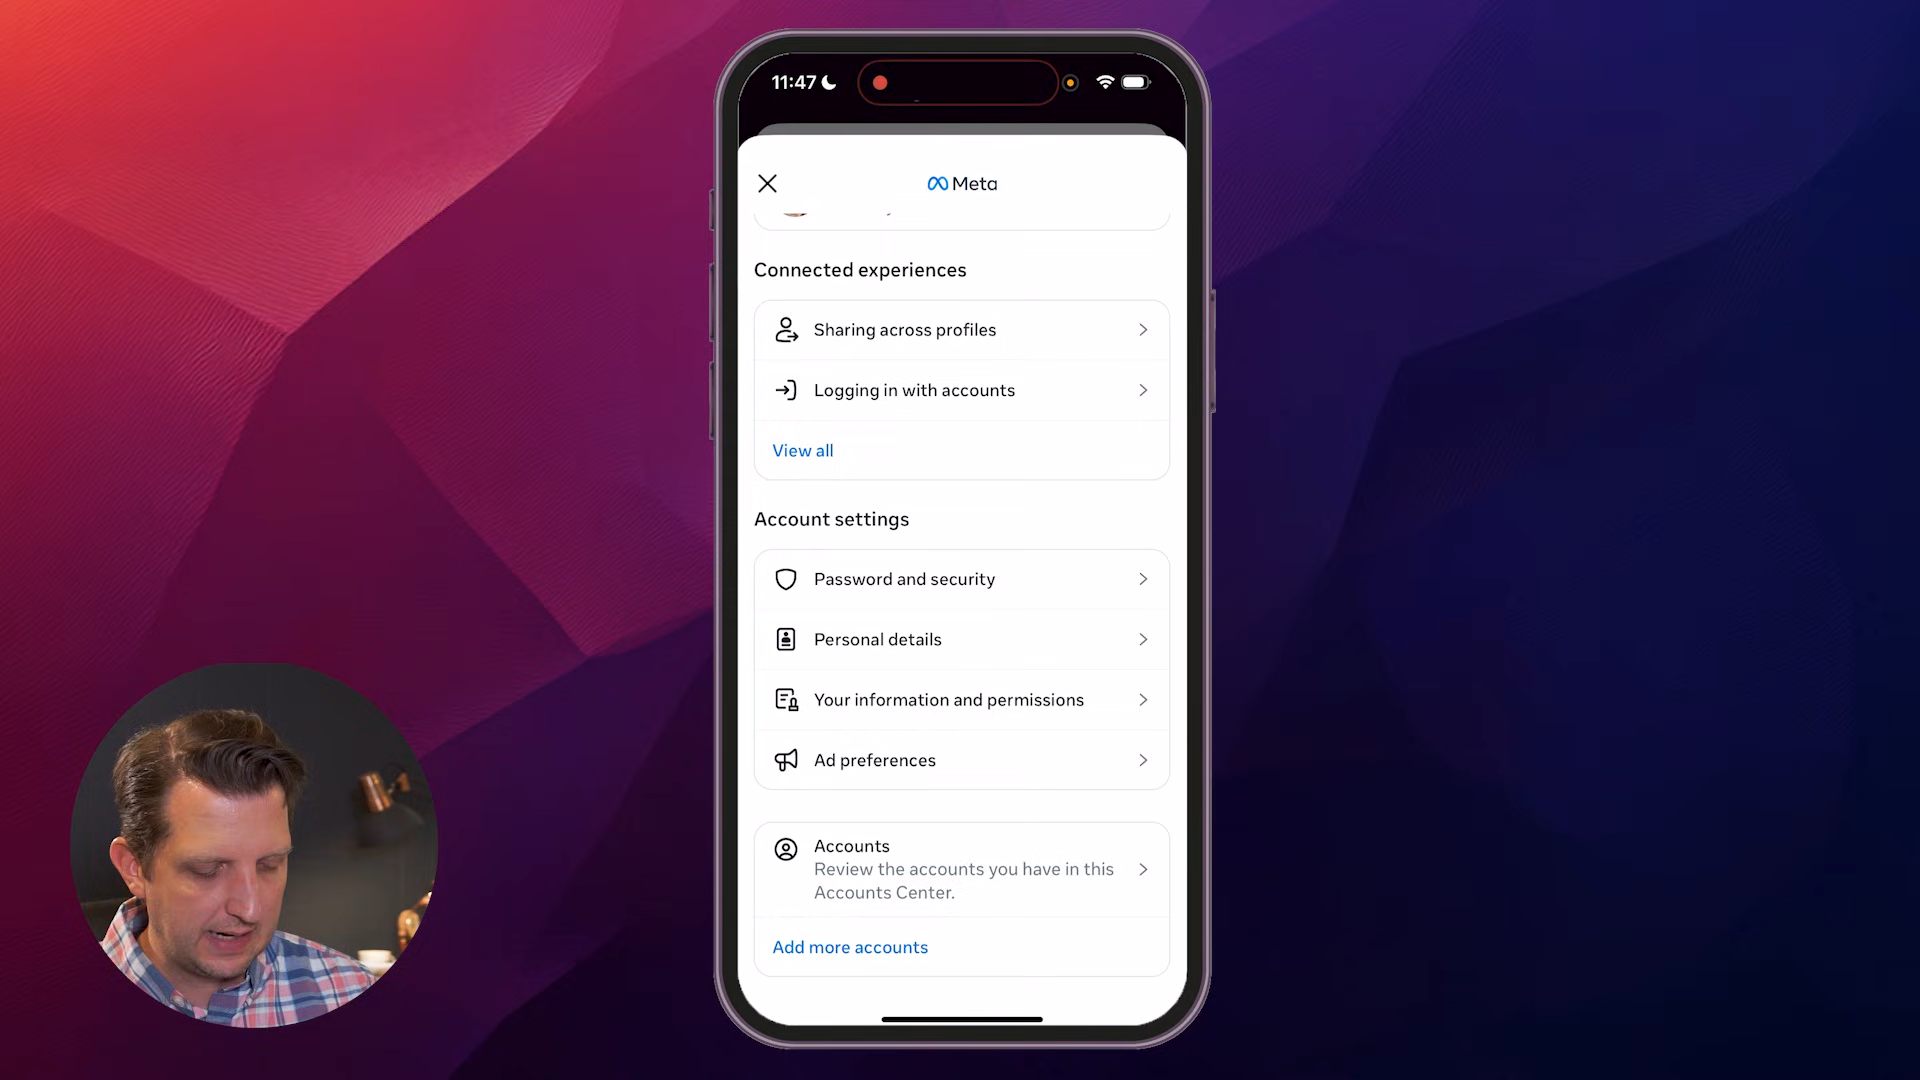 11:47
Meta
Connected experiences
Sharing across profiles
Logging in with accounts
View all
Account settings
Password and security
Personal details
Your information and permissions
Ad preferences
Accounts
Review the accounts you have in this
Accounts Center.
Add more accounts